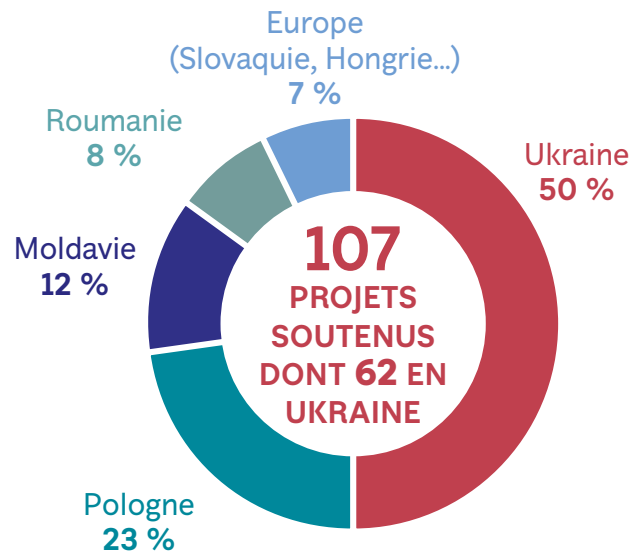 Europe
(Slovaquie, Hongrie...)
7 %
Roumanie
8 %
Ukraine
50 %
Moldavie
12 %
107
PROJETS
SOUTENUS
DONT 62 EN
UKRAINE
Pologne
23 %